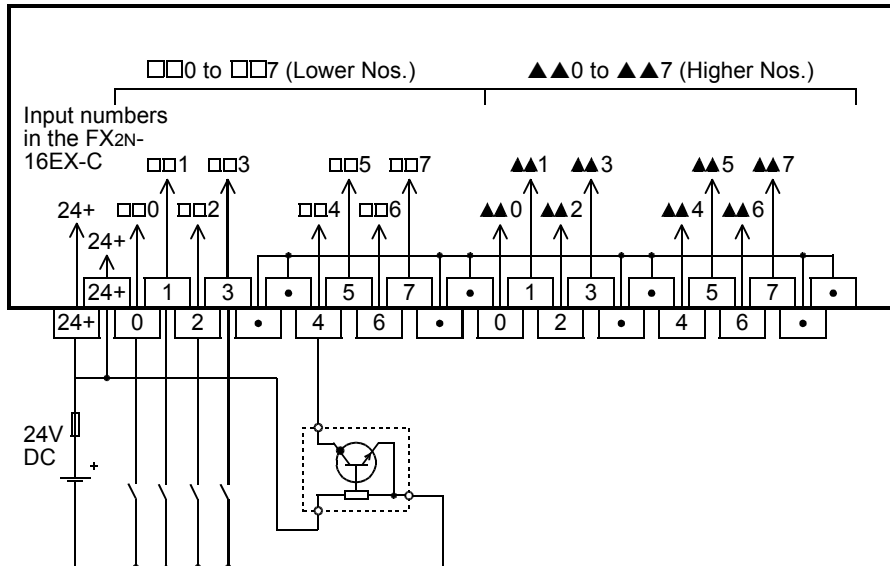 □□0 to □□7 (Lower Nos.) ▲▲0 to ▲▲7 (Higher Nos.)
Input numbers
in the FX2N-
16EX-C
□□1 □□3 □□5 □□7 ▲▲1 ▲▲3 ▲▲5 ▲▲7
24+ □□0 □□2 □□4 □□6 ▲▲0 ▲▲2 ▲▲4 ▲▲6
24+
24+ 1 3 • 5 7 • 1 3 • 5 7 •
24+ 0 2 • 4 6 • 0 2 • 4 6 •
24V
DC
+